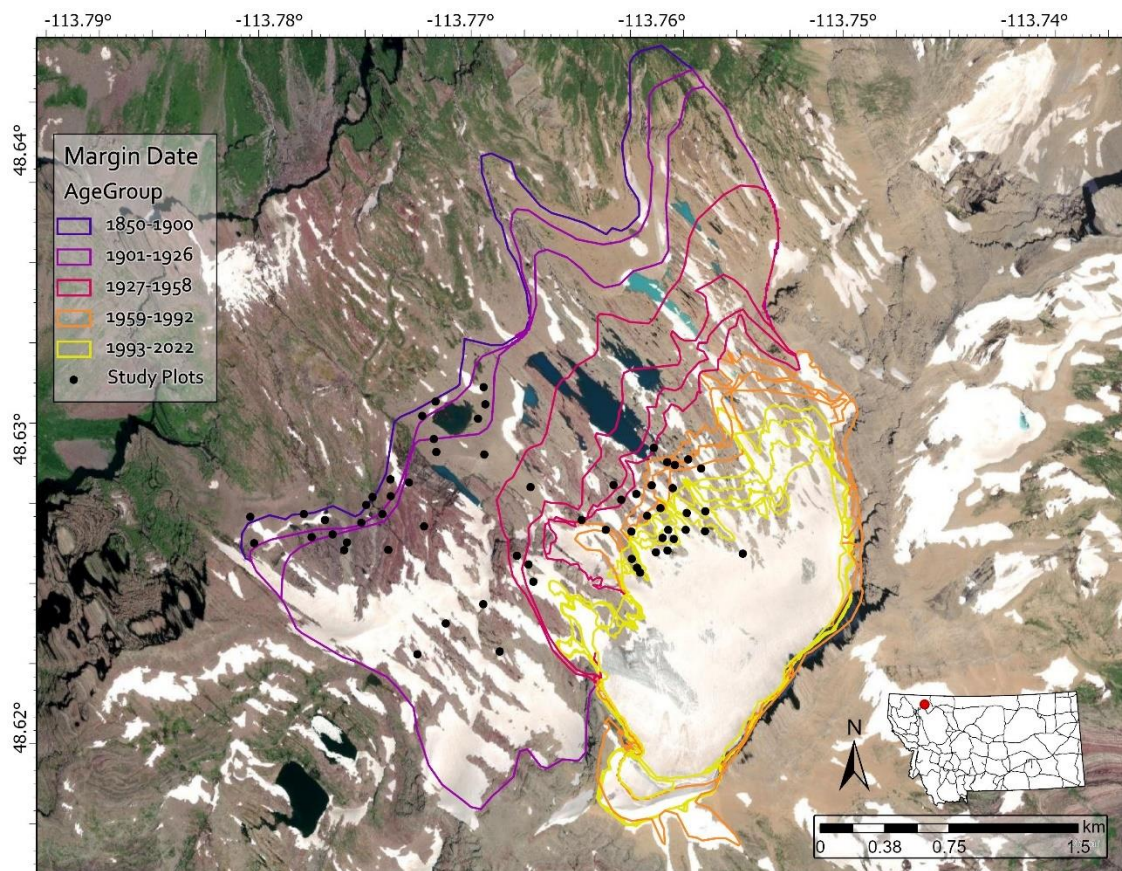 -113.79° -113.78° -113.77° -113.76° -113.75° -113.74°
48.64°
48.63°
48.62°
Margin Date
AgeGroup
1850-1900
1901-1926
1927-1958
1959-1992
1993-2022
Study Plots
N
km
0 0.38 0.75 1.5